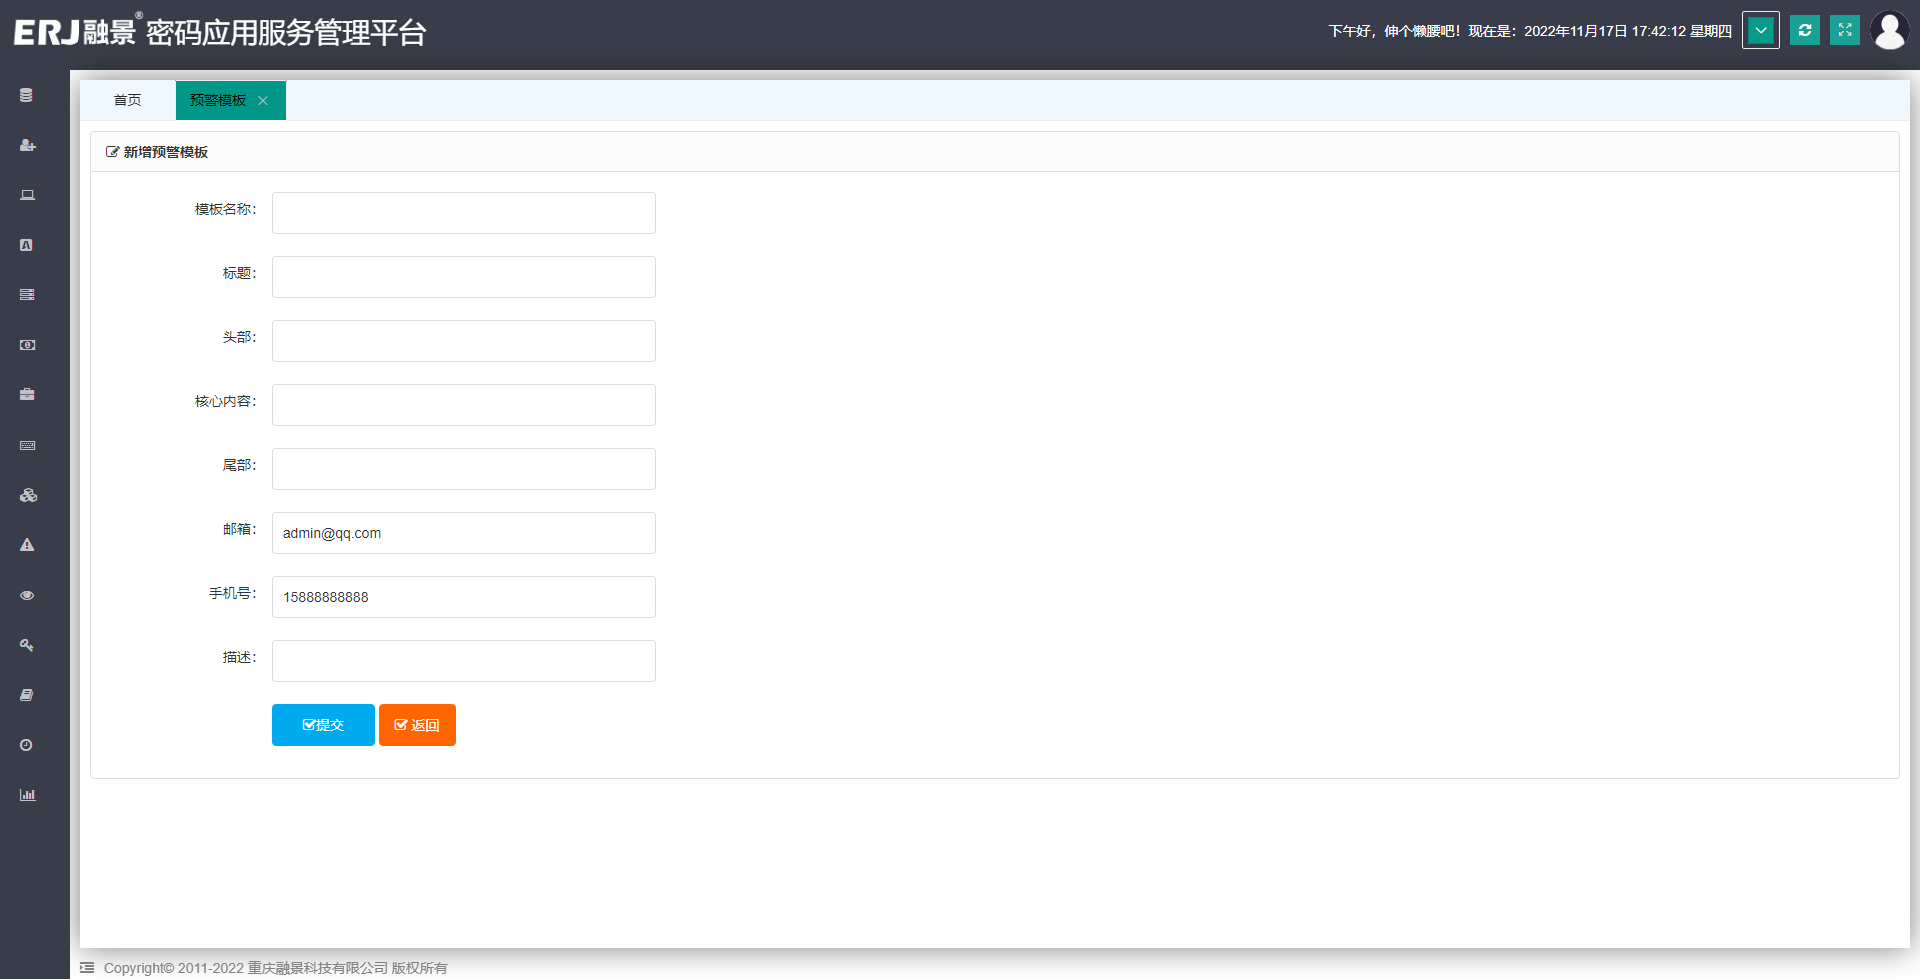 ERJ融景® 密码应用服务管理平台
下午好，伸个懒腰吧！现在是：2022年11月17日 17:42:12 星期四
首页
预警模板
新增预警模板
模板名称：
标题：
头部：
核心内容：
尾部：
邮箱： admin@qq.com
手机号： 15888888888
描述：
提交 返回
Copyright© 2011-2022 重庆融景科技有限公司 版权所有